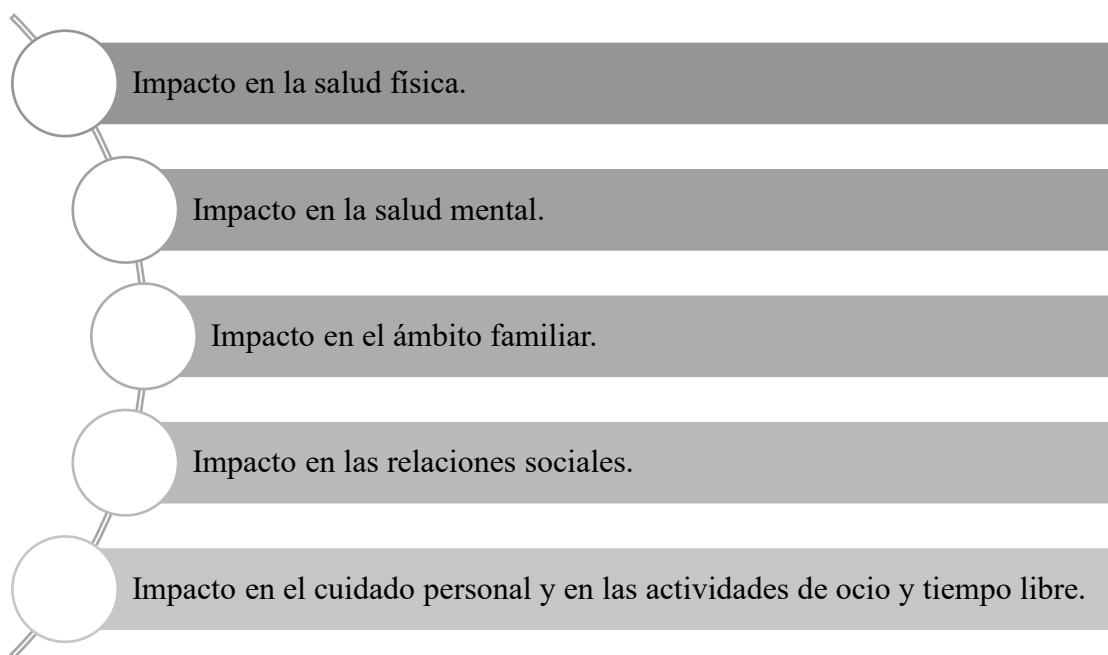 Impacto en la salud física.
Impacto en la salud mental.
Impacto en el ámbito familiar.
Impacto en las relaciones sociales.
Impacto en el cuidado personal y en las actividades de ocio y tiempo libre.